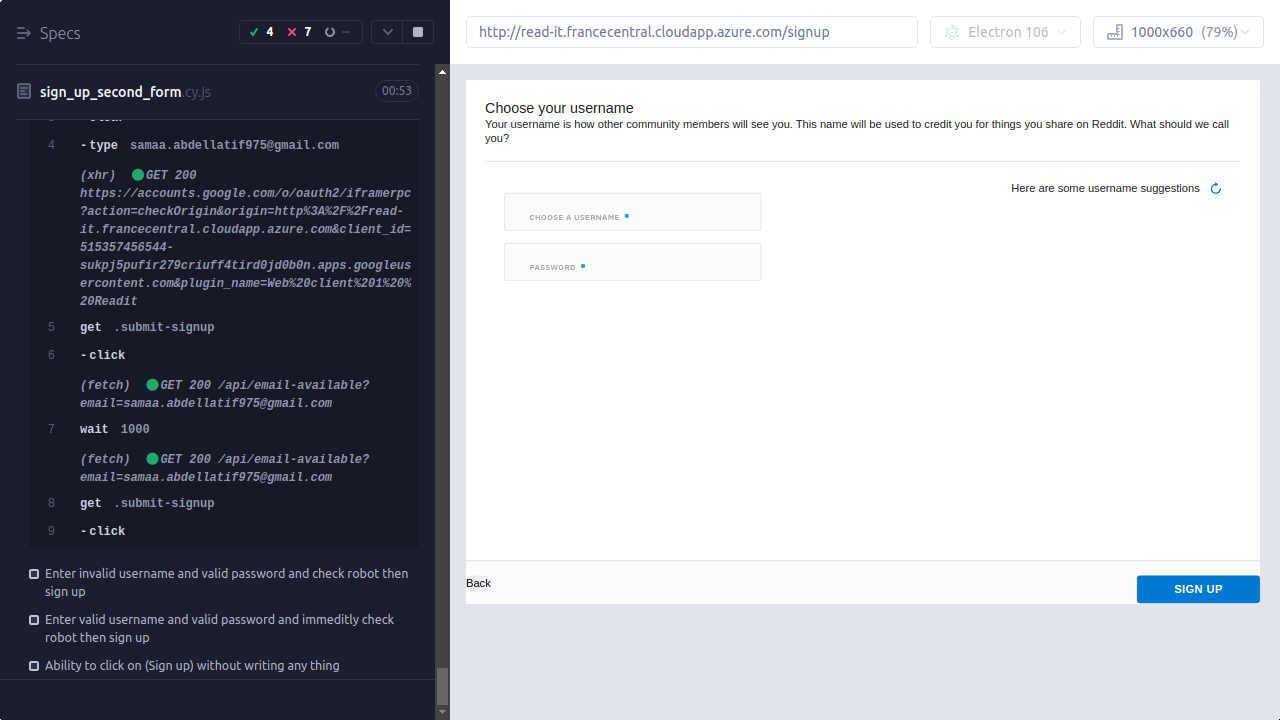 Specs
4
7
--
sign_up_second_form.cy.js
00:53
4 -type samaa.abdellatif975@gmail.com
(xhr) GET 200
https://accounts.google.com/o/oauth2/iframerpc
?action=checkOrigin&origin=http%3A%2F%2Fread-
it.francecentral.cloudapp.azure.com&client_id=
515357456544-
sukpj5pufir279criuff4tird0jd0b0n.apps.googleus
ercontent.com&plugin_name=Web%20client%201%20%
20Readit
5 get .submit-signup
6 -click
(fetch) GET 200 /api/email-available?
email=samaa.abdellatif975@gmail.com
7 wait 1000
(fetch) GET 200 /api/email-available?
email=samaa.abdellatif975@gmail.com
8 get .submit-signup
9 -click
Enter invalid username and valid password and check robot then
sign up
Enter valid username and valid password and immeditly check
robot then sign up
Ability to click on (Sign up) without writing any thing
http://read-it.francecentral.cloudapp.azure.com/signup
Electron 106
1000x660 (79%)
Choose your username
Your username is how other community members will see you. This name will be used to credit you for things you share on Reddit. What should we call
you?
Here are some username suggestions
CHOOSE A USERNAME
PASSWORD
Back
SIGN UP